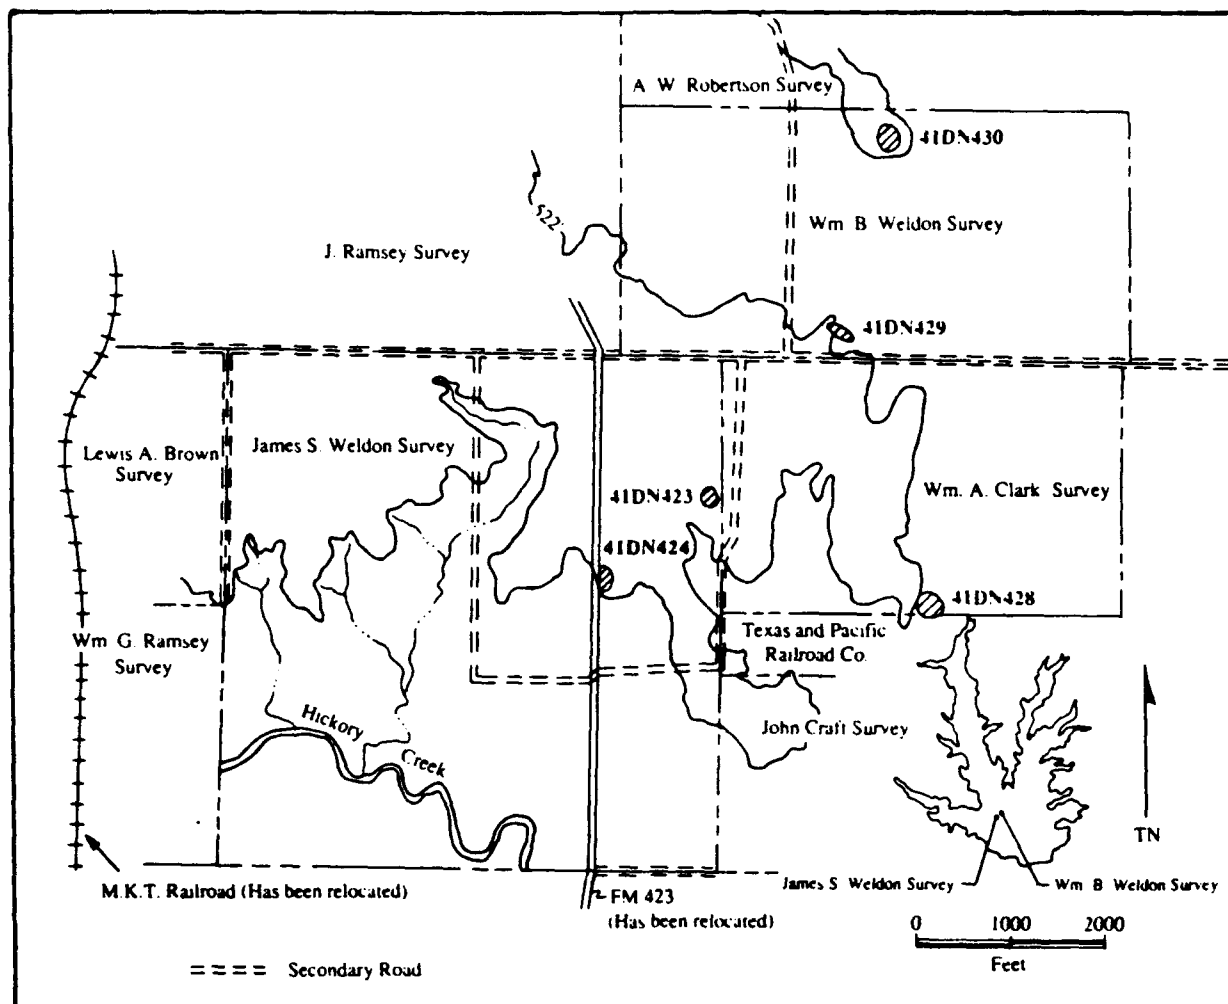 A. W. Robertson Survey
41DN430
522'
Wm. B. Weldon Survey
J. Ramsey Survey
41DN429
Lewis A. Brown
Survey
James S. Weldon Survey
41DN423
Wm. A. Clark Survey
41DN424
41DN428
Wm. G. Ramsey
Survey
Texas and Pacific
Railroad Co.
Hickory
Creek
John Craft Survey
TN
M.K.T. Railroad (Has been relocated)
FM 423
(Has been relocated)
James S. Weldon Survey
Wm. B. Weldon Survey
0 1000 2000
Feet
==== Secondary Road